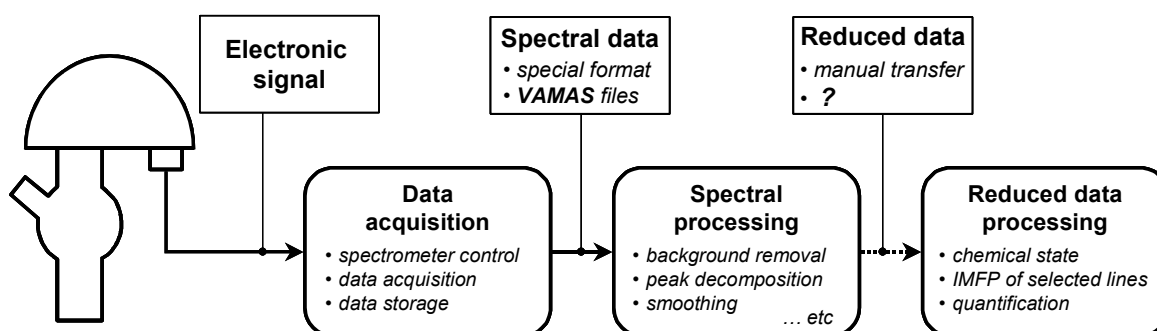 Electronic
signal
Spectral data
• special format
• VAMAS files
Reduced data
• manual transfer
• ?
Data
acquisition
• spectrometer control
• data acquisition
• data storage
Spectral
processing
• background removal
• peak decomposition
• smoothing
... etc
Reduced data
processing
• chemical state
• IMFP of selected lines
• quantification